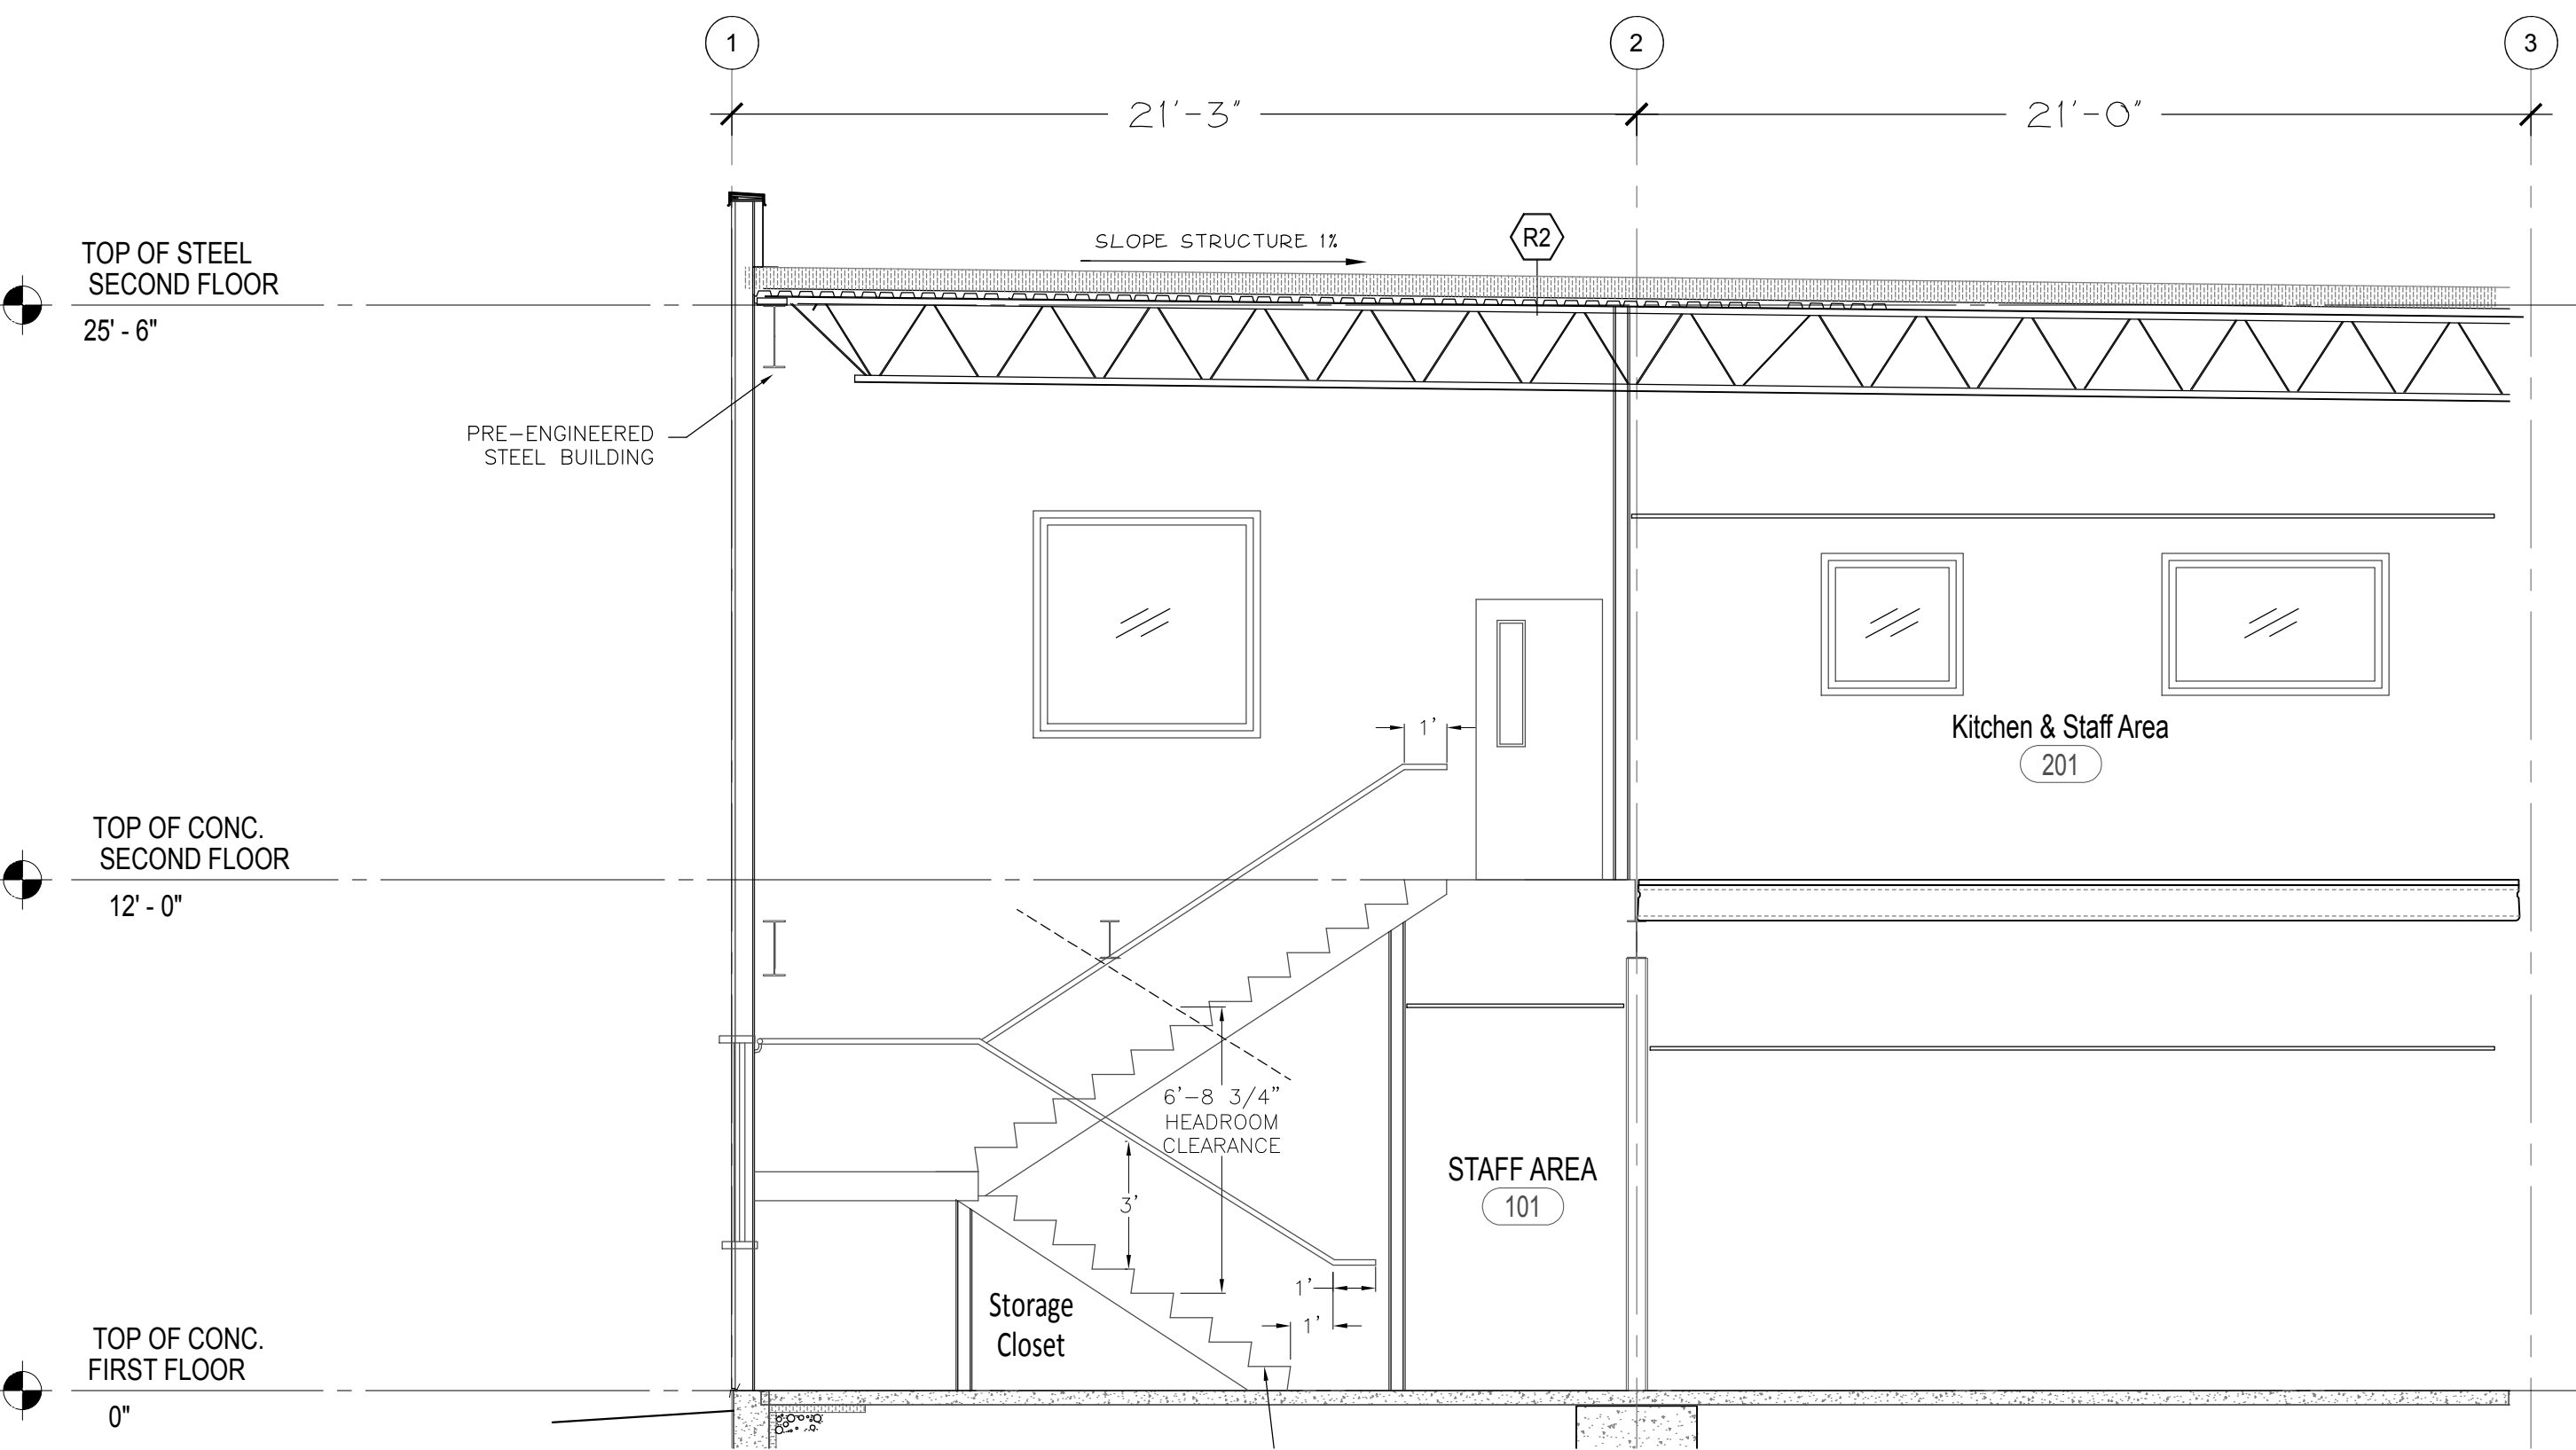 1
2
3
21'-3"
21'-0"
R2
SLOPE STRUCTURE 1%
TOP OF STEEL
SECOND FLOOR
25' - 6"
PRE-ENGINEERED
STEEL BUILDING
1'
Kitchen & Staff Area
201
TOP OF CONC.
SECOND FLOOR
12' - 0"
6'-8 3/4"
HEADROOM
CLEARANCE
3'
STAFF AREA
101
1'
1'
Storage
Closet
TOP OF CONC.
FIRST FLOOR
0"